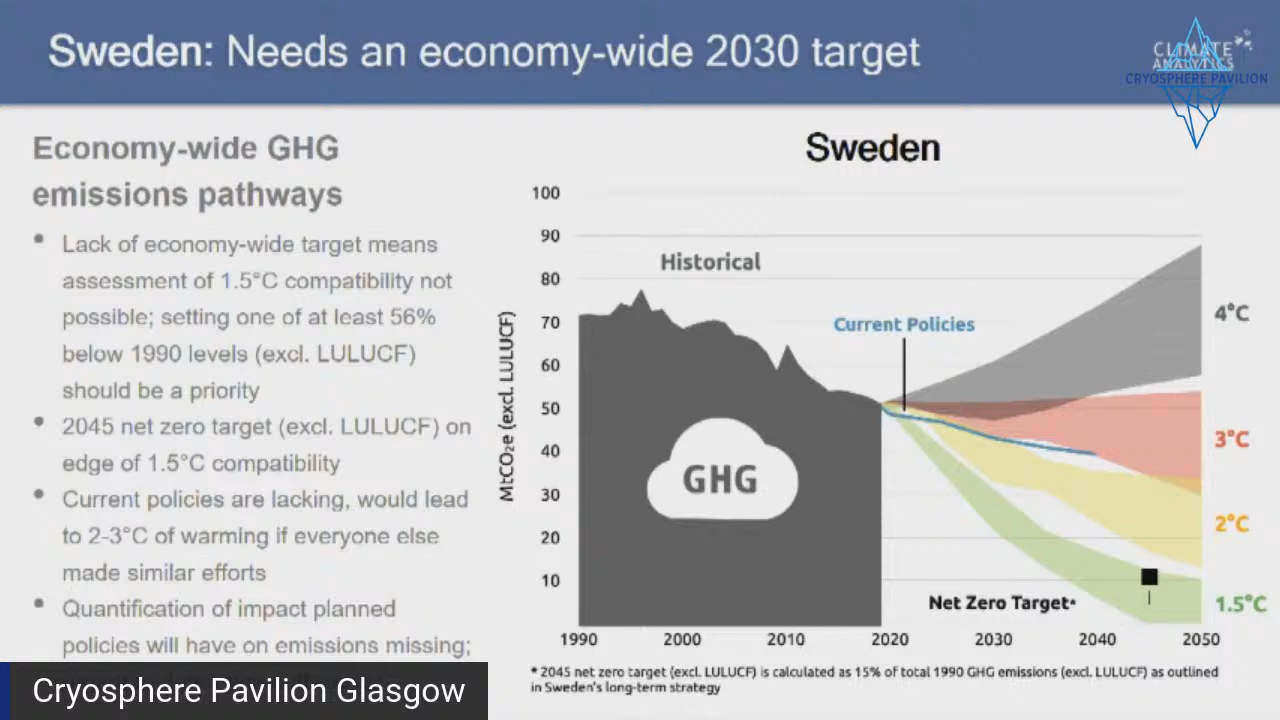 Sweden: Needs an economy-wide 2030 target
CLIMATE
ANALYTICS
CRYOSPHERE PAVILION
Economy-wide GHG
emissions pathways
• Lack of economy-wide target means
assessment of 1.5°C compatibility not
possible; setting one of at least 56%
below 1990 levels (excl. LULUCF)
should be a priority
• 2045 net zero target (excl. LULUCF) on
edge of 1.5°C compatibility
• Current policies are lacking, would lead
to 2-3°C of warming if everyone else
made similar efforts
• Quantification of impact planned
policies will have on emissions missing;
Cryosphere Pavilion Glasgow
Sweden
MtCO₂e (excl. LULUCF)
100
90
80
70
60
50
40
30
20
10
Historical
Current Policies
GHG
Net Zero Target*
4°C
3°C
2°C
1.5°C
1990 2000 2010 2020 2030 2040 2050
* 2045 net zero target (excl. LULUCF) is calculated as 15% of total 1990 GHG emissions (excl. LULUCF) as outlined
in Sweden's long-term strategy